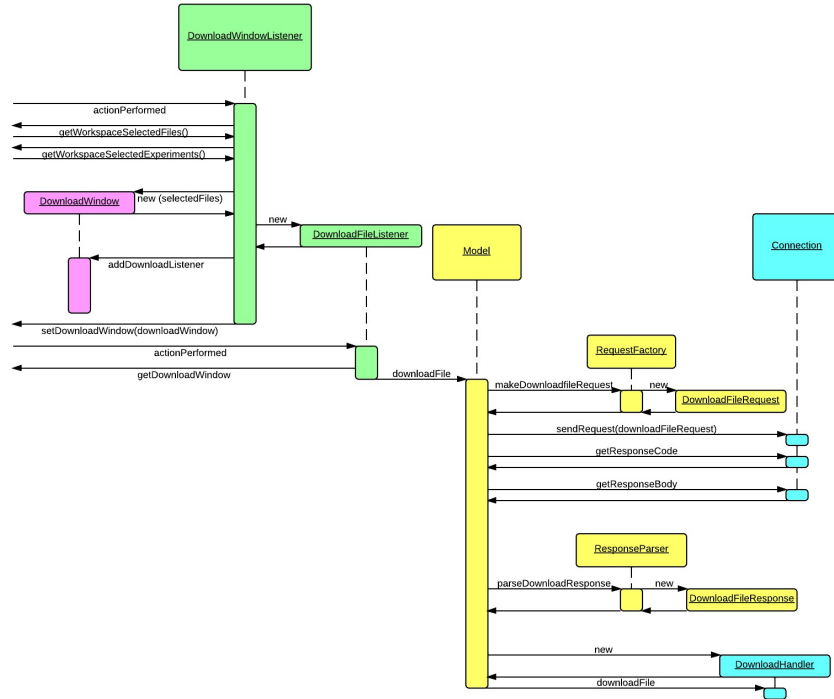 DownloadWindowListener
actionPerformed
getWorkspaceSelectedFiles()
getWorkspaceSelectedExperiments()
new (selectedFiles)
DownloadWindow
new
DownloadFileListener
Model
Connection
addDownloadListener
setDownloadWindow(downloadWindow)
actionPerformed
getDownloadWindow
downloadFile
RequestFactory
makeDownloadfileRequest
new
DownloadFileRequest
sendRequest(downloadFileRequest)
getResponseCode
getResponseBody
ResponseParser
parseDownloadResponse
new
DownloadFileResponse
new
DownloadHandler
downloadFile